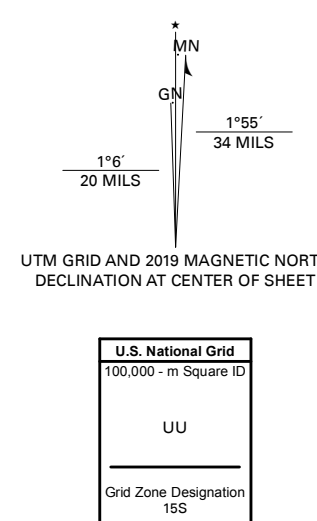 ★
MN
GN
1°55´
34 MILS
1°6´
20 MILS
UTM GRID AND 2019 MAGNETIC NORT
DECLINATION AT CENTER OF SHEET
U.S. National Grid
100,000 - m Square ID
UU
Grid Zone Designation
15S